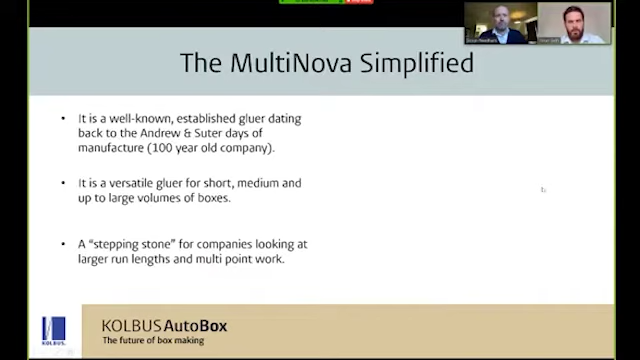 The MultiNova Simplified
• It is a well-known, established gluer dating
back to the Andrew & Suter days of
manufacture (100 year old company).
• It is a versatile gluer for short, medium and
up to large volumes of boxes.
• A “stepping stone” for companies looking at
larger run lengths and multi point work.
KOLBUS AutoBox
The future of box making
KOLBUS